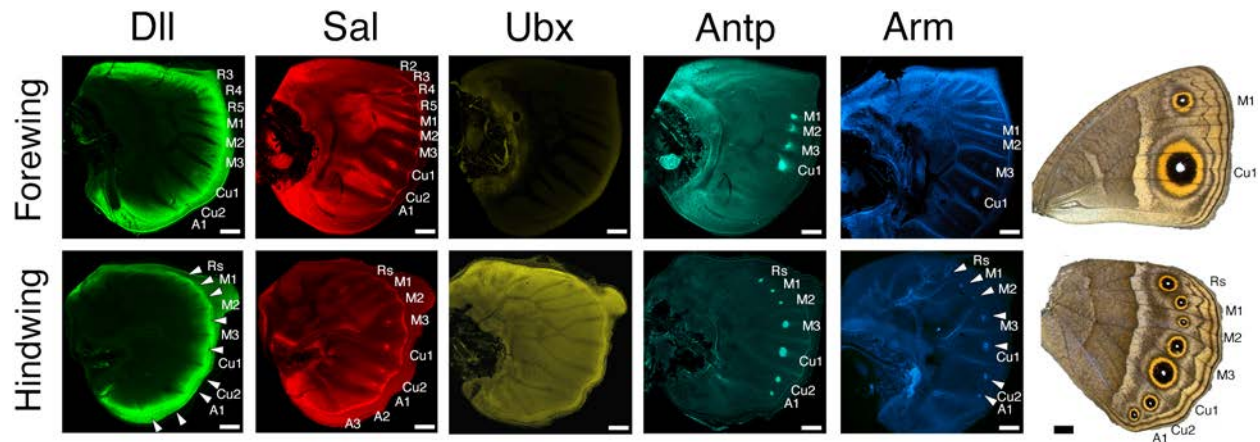 Dll Sal Ubx Antp Arm
Forewing
R3
R4
R5
M1
M2
M3
Cu1
Cu2
A1
R2
R3
R4
R5
M1
M2
M3
Cu1
Cu2
A1
M1
M2
M3
Cu1
M1
M2
M3
Cu1
M1
Cu1
Hindwing
Rs
M1
M2
M3
Cu1
Cu2
A1
Rs
M1
M2
M3
Cu1
Cu2
A1
A2
A3
Rs
M1
M2
M3
Cu1
Cu2
A1
Rs
M1
M2
M3
Cu1
Cu2
A1
Rs
M1
M2
M3
Cu1
Cu2
A1